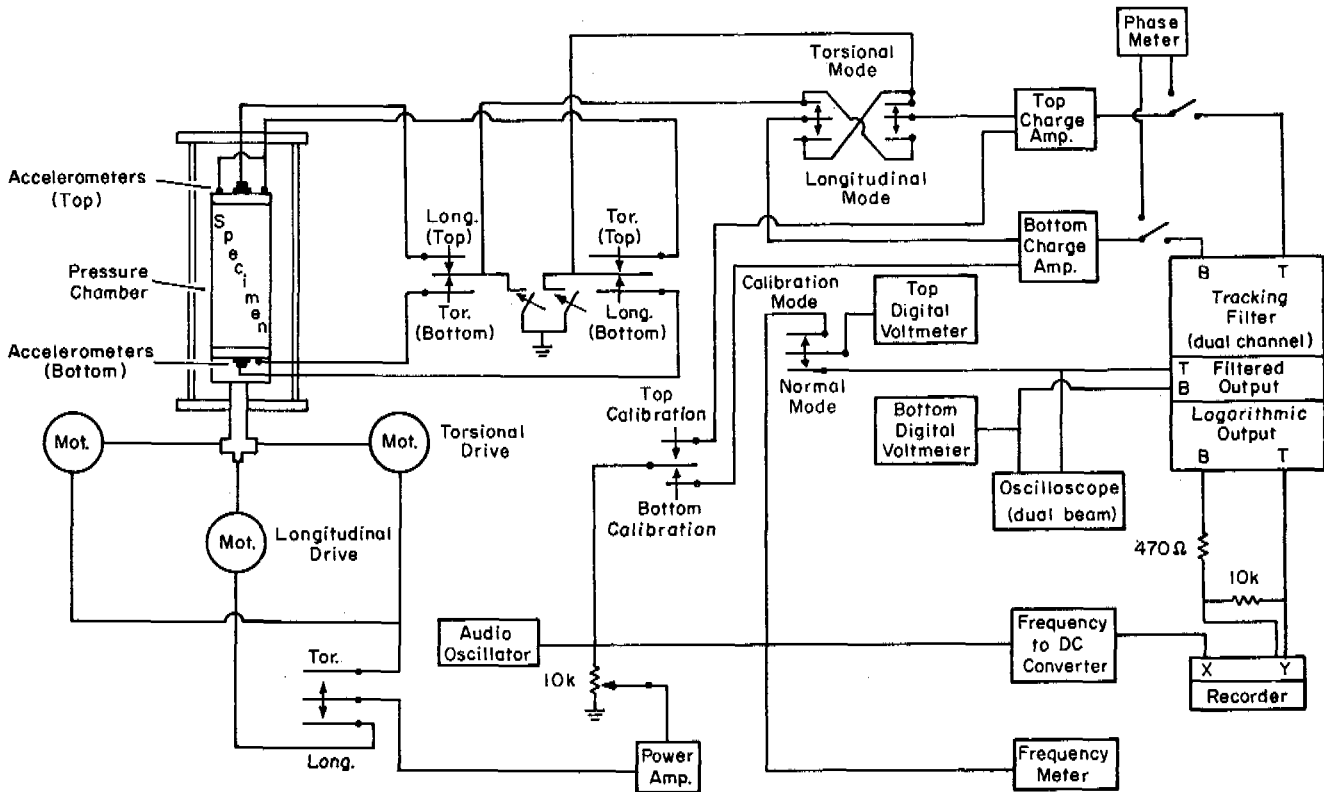 Phase
Meter
Torsional
Mode
Top
Charge
Amp.
Accelerometers
(Top)
Longitudinal
Mode
Specimen
Long.
(Top)
Tor.
(Top)
Bottom
Charge
Amp.
Pressure
Chamber
Tor.
(Bottom)
Long.
(Bottom)
Calibration
Mode
Top
Digital
Voltmeter
B T
Tracking
Filter
(dual channel)
Accelerometers
(Bottom)
Normal
Mode
T Filtered
B Output
Top
Calibration
Bottom
Digital
Voltmeter
Logarithmic
Output
B T
Mot.
Mot.
Torsional
Drive
Bottom
Calibration
Oscilloscope
(dual beam)
Mot.
Longitudinal
Drive
470Ω
10k
Audio
Oscillator
Frequency
to DC
Converter
Tor.
10k
X Y
Recorder
Long.
Power
Amp.
Frequency
Meter